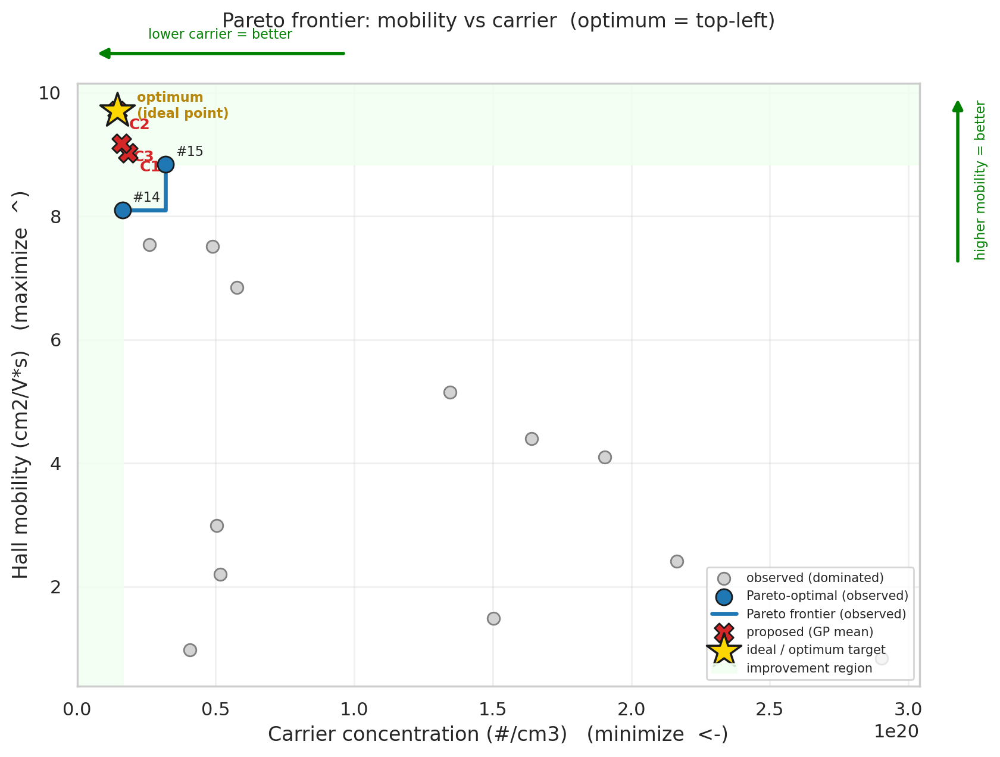 Pareto frontier: mobility vs carrier  (optimum = top-left)
lower carrier = better
higher mobility = better
optimum
(ideal point)
C2
C3
C1
#15
#14
10
8
6
4
2
Hall mobility (cm2/V*s)   (maximize  ^)
observed (dominated)
Pareto-optimal (observed)
Pareto frontier (observed)
proposed (GP mean)
ideal / optimum target
improvement region
0.0
0.5
1.0
1.5
2.0
2.5
3.0
1e20
Carrier concentration (#/cm3)   (minimize  <-)